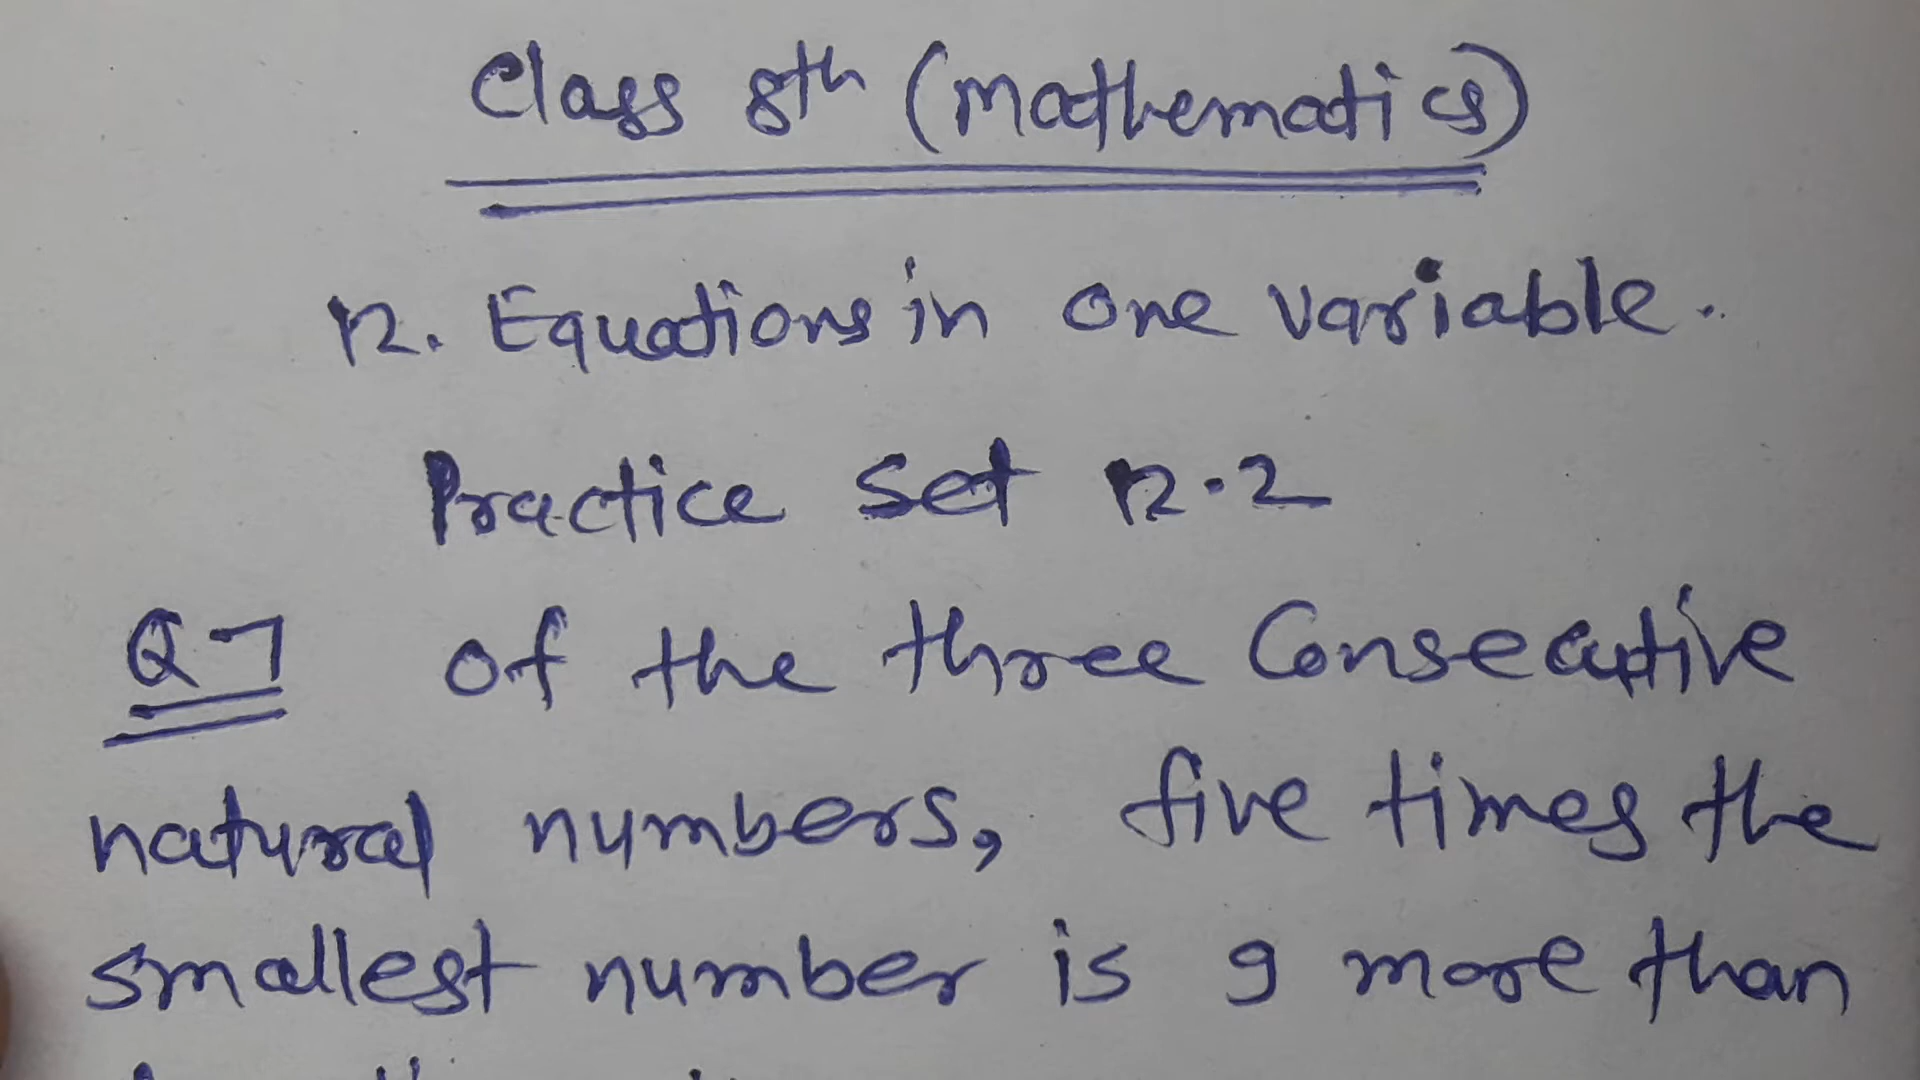 Class 8th (Mathematics)
12. Equations in one variable.
Practice Set 12.2
Q7 of the three Consecutive
natural numbers, five times the
smallest number is 9 more than